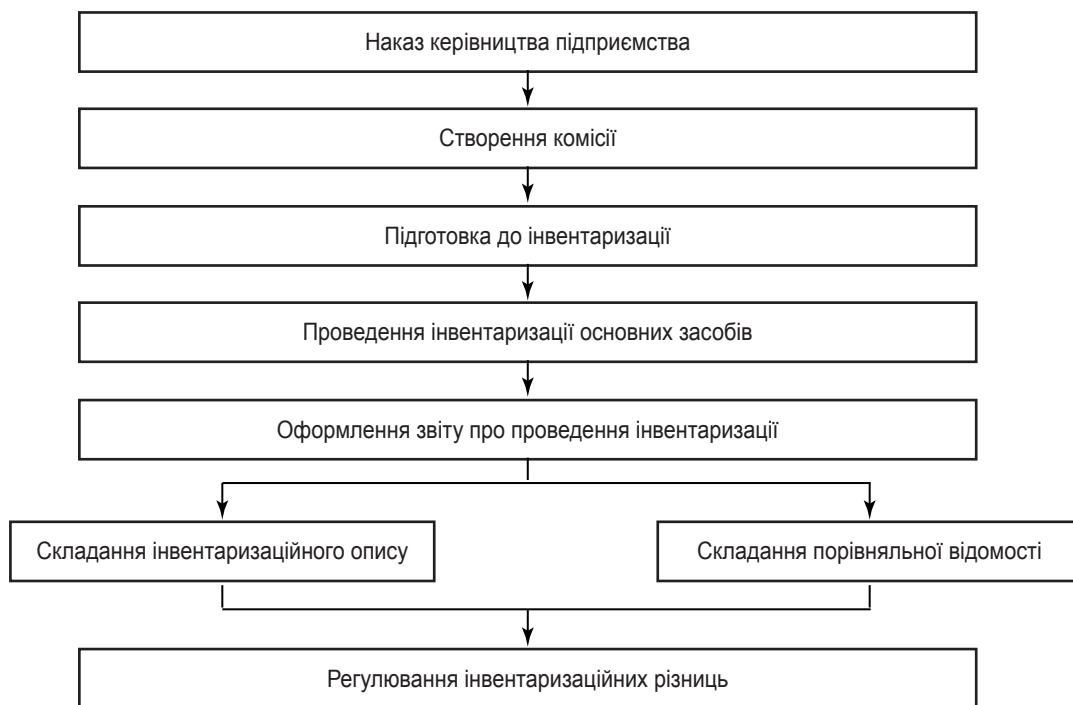 Наказ керівництва підприємства
Створення комісії
Підготовка до інвентаризації
Проведення інвентаризації основних засобів
Оформлення звіту про проведення інвентаризації
Складання інвентаризаційного опису
Складання порівняльної відомості
Регулювання інвентаризаційних різниць